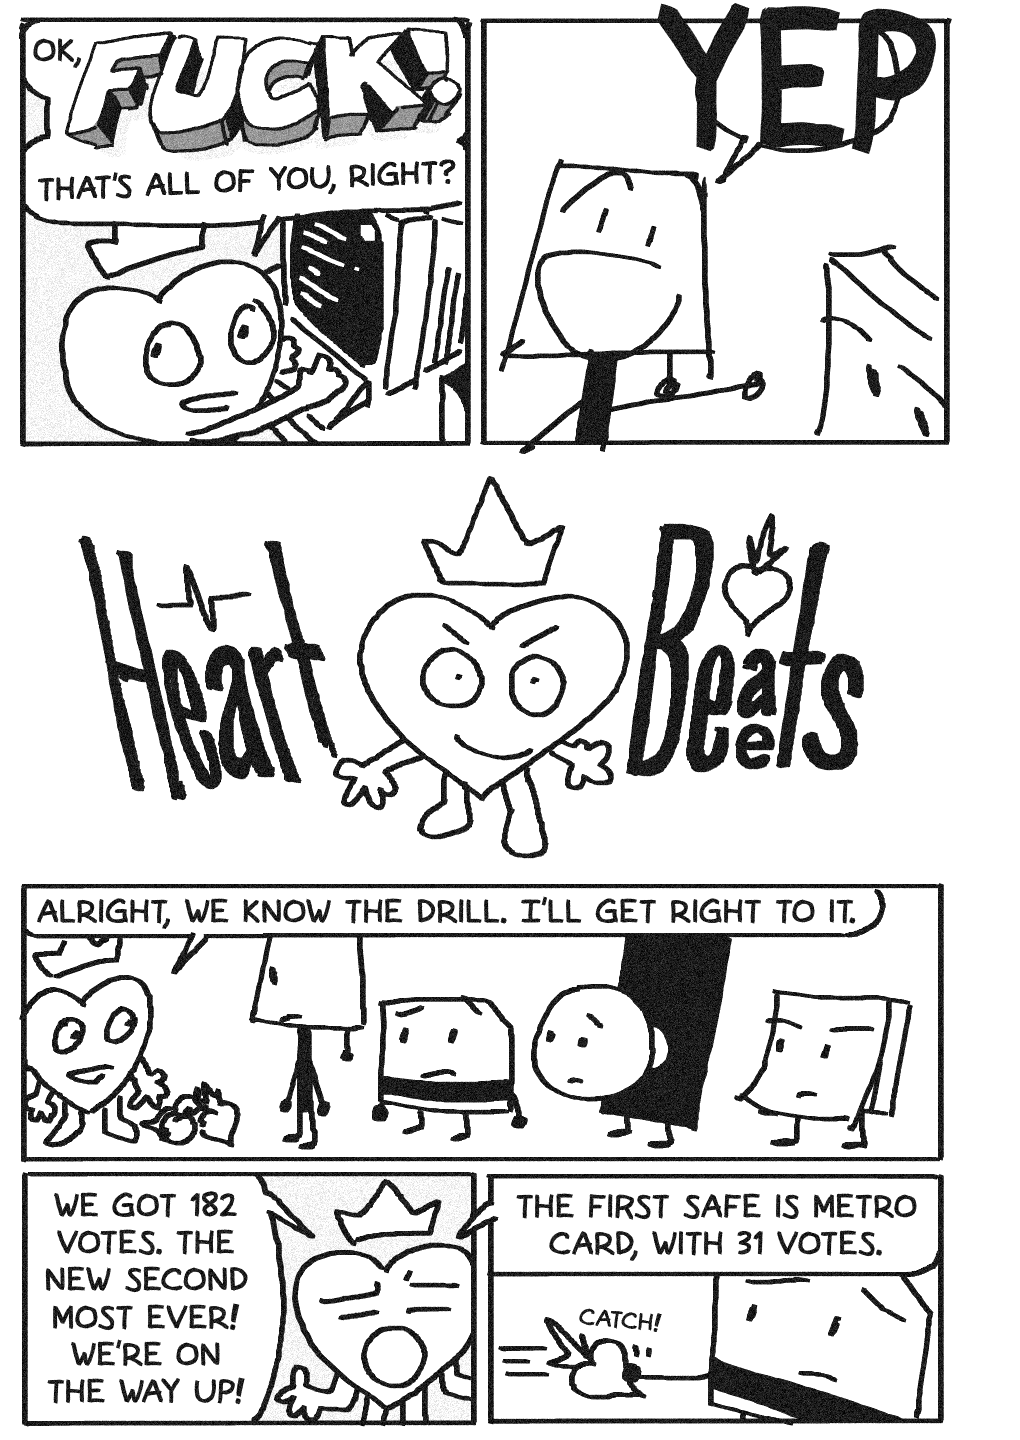 OK,
FUCK!
THAT'S ALL OF YOU, RIGHT?
YEP
Heart
Beats
e
ALRIGHT, WE KNOW THE DRILL. I'LL GET RIGHT TO IT.
WE GOT 182
VOTES. THE
NEW SECOND
MOST EVER!
WE'RE ON
THE WAY UP!
THE FIRST SAFE IS METRO
CARD, WITH 31 VOTES.
CATCH!